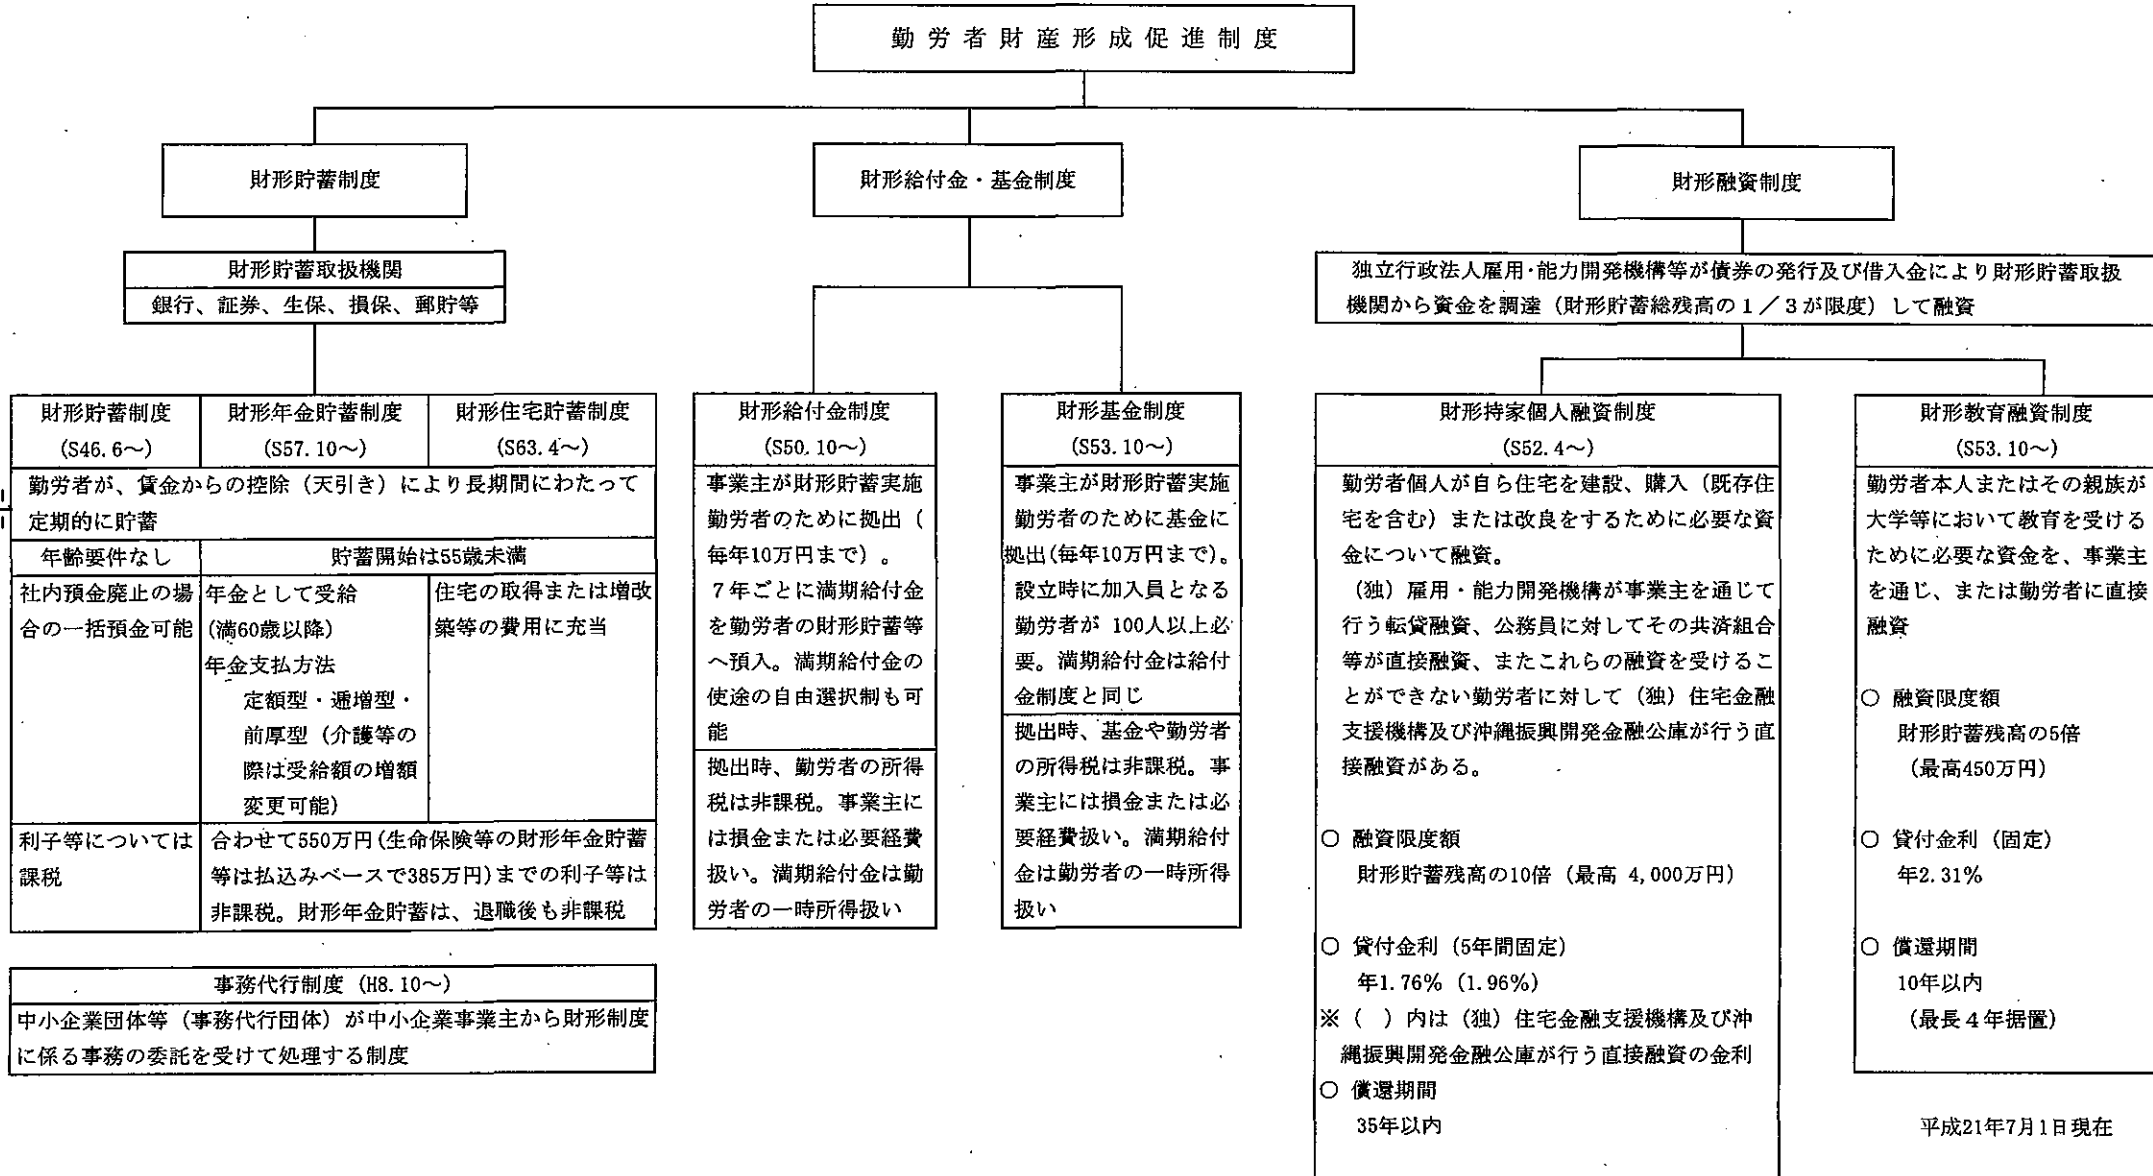 勤労者財産形成促進制度
財形貯蓄制度
財形給付金・基金制度
財形融資制度
財形貯蓄取扱機関
銀行、証券、生保、損保、郵貯等
独立行政法人雇用・能力開発機構等が債券の発行及び借入金により財形貯蓄取扱
機関から資金を調達（財形貯蓄総残高の１／３が限度）して融資
財形貯蓄制度
(S46.6～)
財形年金貯蓄制度
(S57.10～)
財形住宅貯蓄制度
(S63.4～)
勤労者が、賃金からの控除（天引き）により長期間にわたって
定期的に貯蓄
年齢要件なし
貯蓄開始は55歳未満
社内預金廃止の場
合の一括預金可能
年金として受給
(満60歳以降)
年金支払方法
定額型・逓増型・
前厚型（介護等の
際は受給額の増額
変更可能）
住宅の取得または増改
築等の費用に充当
利子等については
課税
合わせて550万円(生命保険等の財形年金貯蓄
等は払込みベースで385万円)までの利子等は
非課税。財形年金貯蓄は、退職後も非課税
事務代行制度（H8.10～）
中小企業団体等（事務代行団体）が中小企業事業主から財形制度
に係る事務の委託を受けて処理する制度
財形給付金制度
(S50.10～)
事業主が財形貯蓄実施
勤労者のために拠出（
毎年10万円まで）。
７年ごとに満期給付金
を勤労者の財形貯蓄等
へ預入。満期給付金の
使途の自由選択制も可
能
拠出時、勤労者の所得
税は非課税。事業主に
は損金または必要経費
扱い。満期給付金は勤
労者の一時所得扱い
財形基金制度
(S53.10～)
事業主が財形貯蓄実施
勤労者のために基金に
拠出(毎年10万円まで)。
設立時に加入員となる
勤労者が 100人以上必
要。満期給付金は給付
金制度と同じ
拠出時、基金や勤労者
の所得税は非課税。事
業主には損金または必
要経費扱い。満期給付
金は勤労者の一時所得
扱い
財形持家個人融資制度
(S52.4～)
勤労者個人が自ら住宅を建設、購入（既存住
宅を含む）または改良をするために必要な資
金について融資。
（独）雇用・能力開発機構が事業主を通じて
行う転貸融資、公務員に対してその共済組合
等が直接融資、またこれらの融資を受けるこ
とができない勤労者に対して（独）住宅金融
支援機構及び沖縄振興開発金融公庫が行う直
接融資がある。
○ 融資限度額
財形貯蓄残高の10倍（最高 4,000万円）
○ 貸付金利（5年間固定）
年1.76%（1.96%）
※（　）内は（独）住宅金融支援機構及び沖
縄振興開発金融公庫が行う直接融資の金利
○ 償還期間
35年以内
財形教育融資制度
(S53.10～)
勤労者本人またはその親族が
大学等において教育を受ける
ために必要な資金を、事業主
を通じ、または勤労者に直接
融資
○ 融資限度額
財形貯蓄残高の5倍
（最高450万円）
○ 貸付金利（固定）
年2.31%
○ 償還期間
10年以内
（最長４年据置）
平成21年7月1日現在